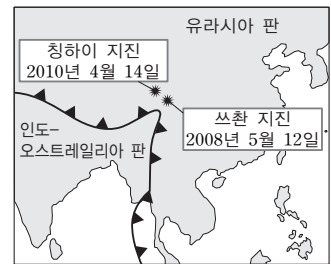 유라시아 판
칭하이 지진
2010년 4월 14일
쓰촨 지진
2008년 5월 12일
인도-
오스트레일리아 판